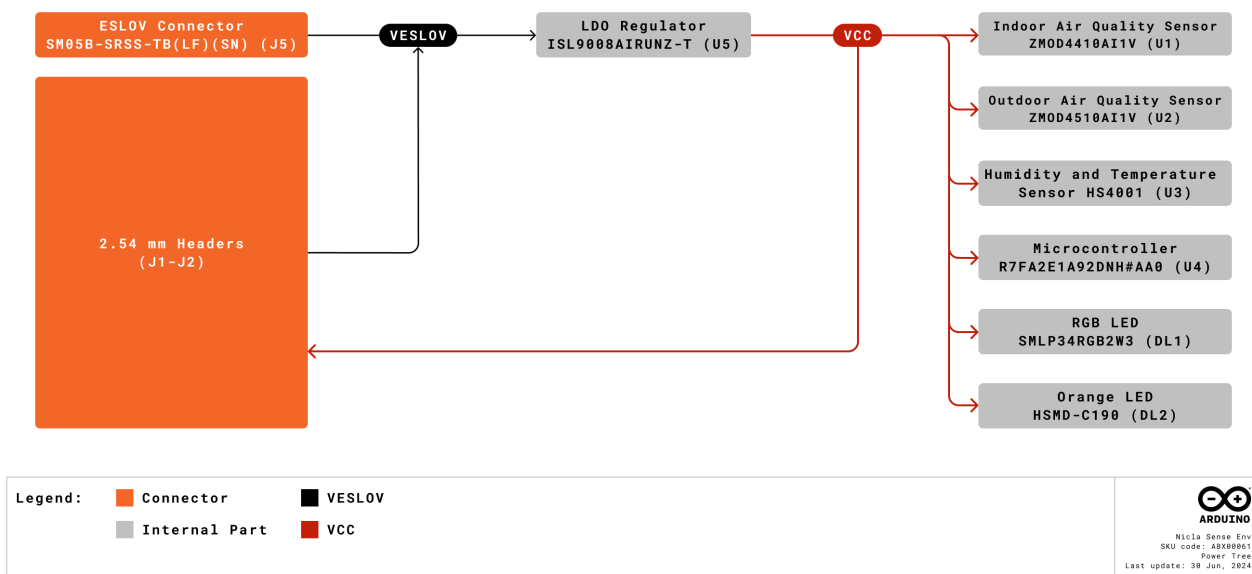 ESLOV Connector
SM05B-SRSS-TB(LF)(SN) (J5)
VESLOV
LDO Regulator
ISL9008AIRUNZ-T (U5)
VCC
Indoor Air Quality Sensor
ZMOD4410AI1V (U1)
Outdoor Air Quality Sensor
ZMOD4510AI1V (U2)
Humidity and Temperature
Sensor HS4001 (U3)
2.54 mm Headers
(J1-J2)
Microcontroller
R7FA2E1A92DNH#AA0 (U4)
RGB LED
SMLP34RGB2W3 (DL1)
Orange LED
HSMD-C190 (DL2)
Legend:
Connector
VESLOV
Internal Part
VCC
ARDUINO
Nicla Sense Env
SKU code: ABX00061
Power Tree
Last update: 30 Jun, 2024